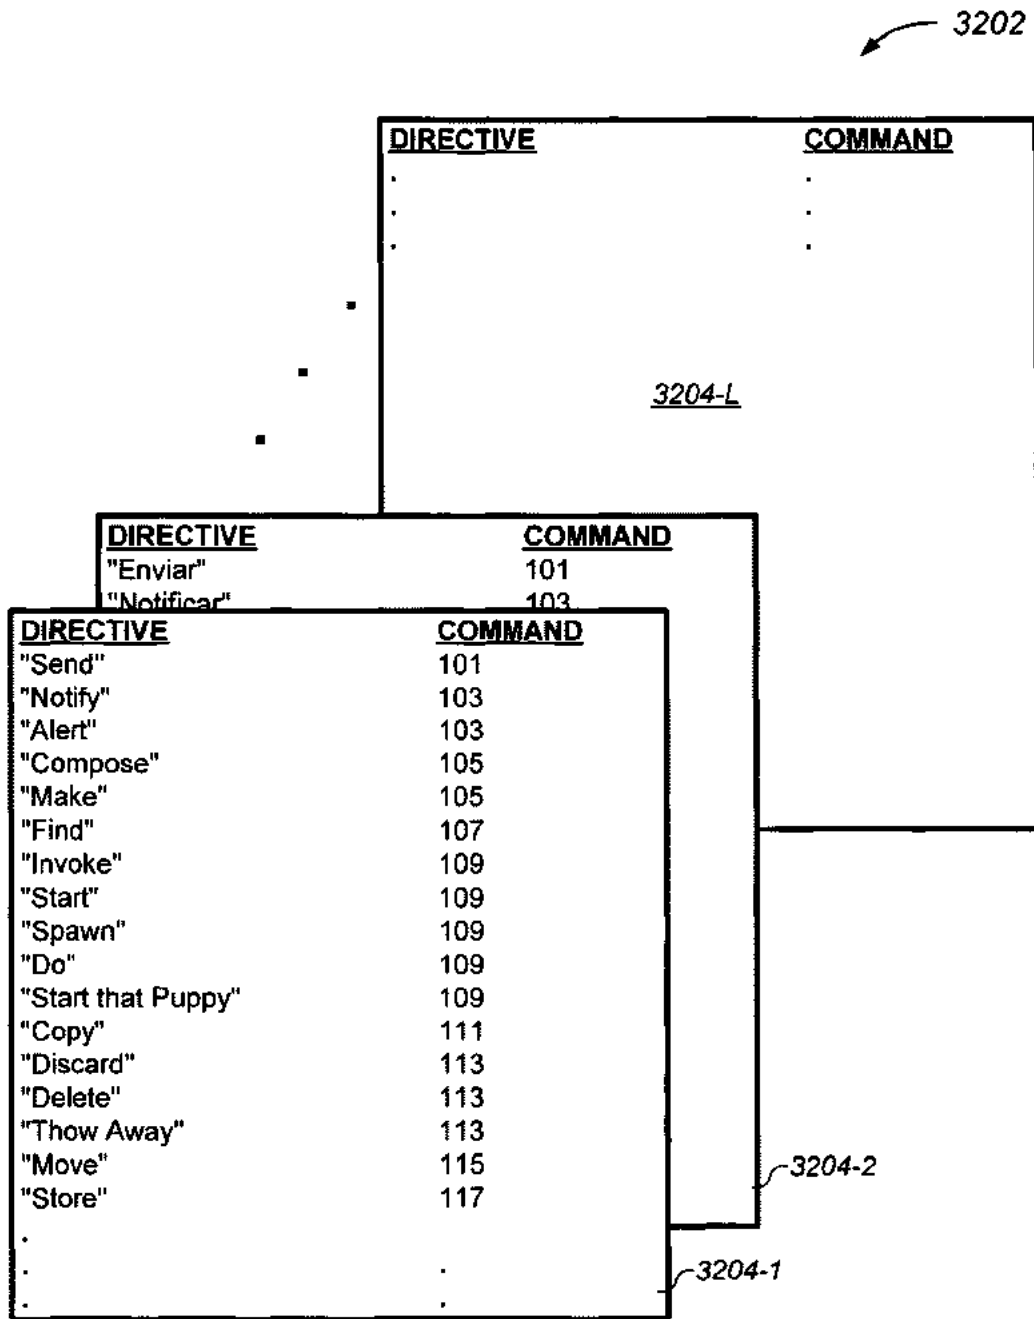 3202
DIRECTIVE COMMAND
.
.
.
.
.
.
3204-L
DIRECTIVE COMMAND
"Enviar" 101
"Notificar" 103
DIRECTIVE COMMAND
"Send" 101
"Notify" 103
"Alert" 103
"Compose" 105
"Make" 105
"Find" 107
"Invoke" 109
"Start" 109
"Spawn" 109
"Do" 109
"Start that Puppy" 109
"Copy" 111
"Discard" 113
"Delete" 113
"Thow Away" 113
"Move" 115
"Store" 117
3204-2
3204-1